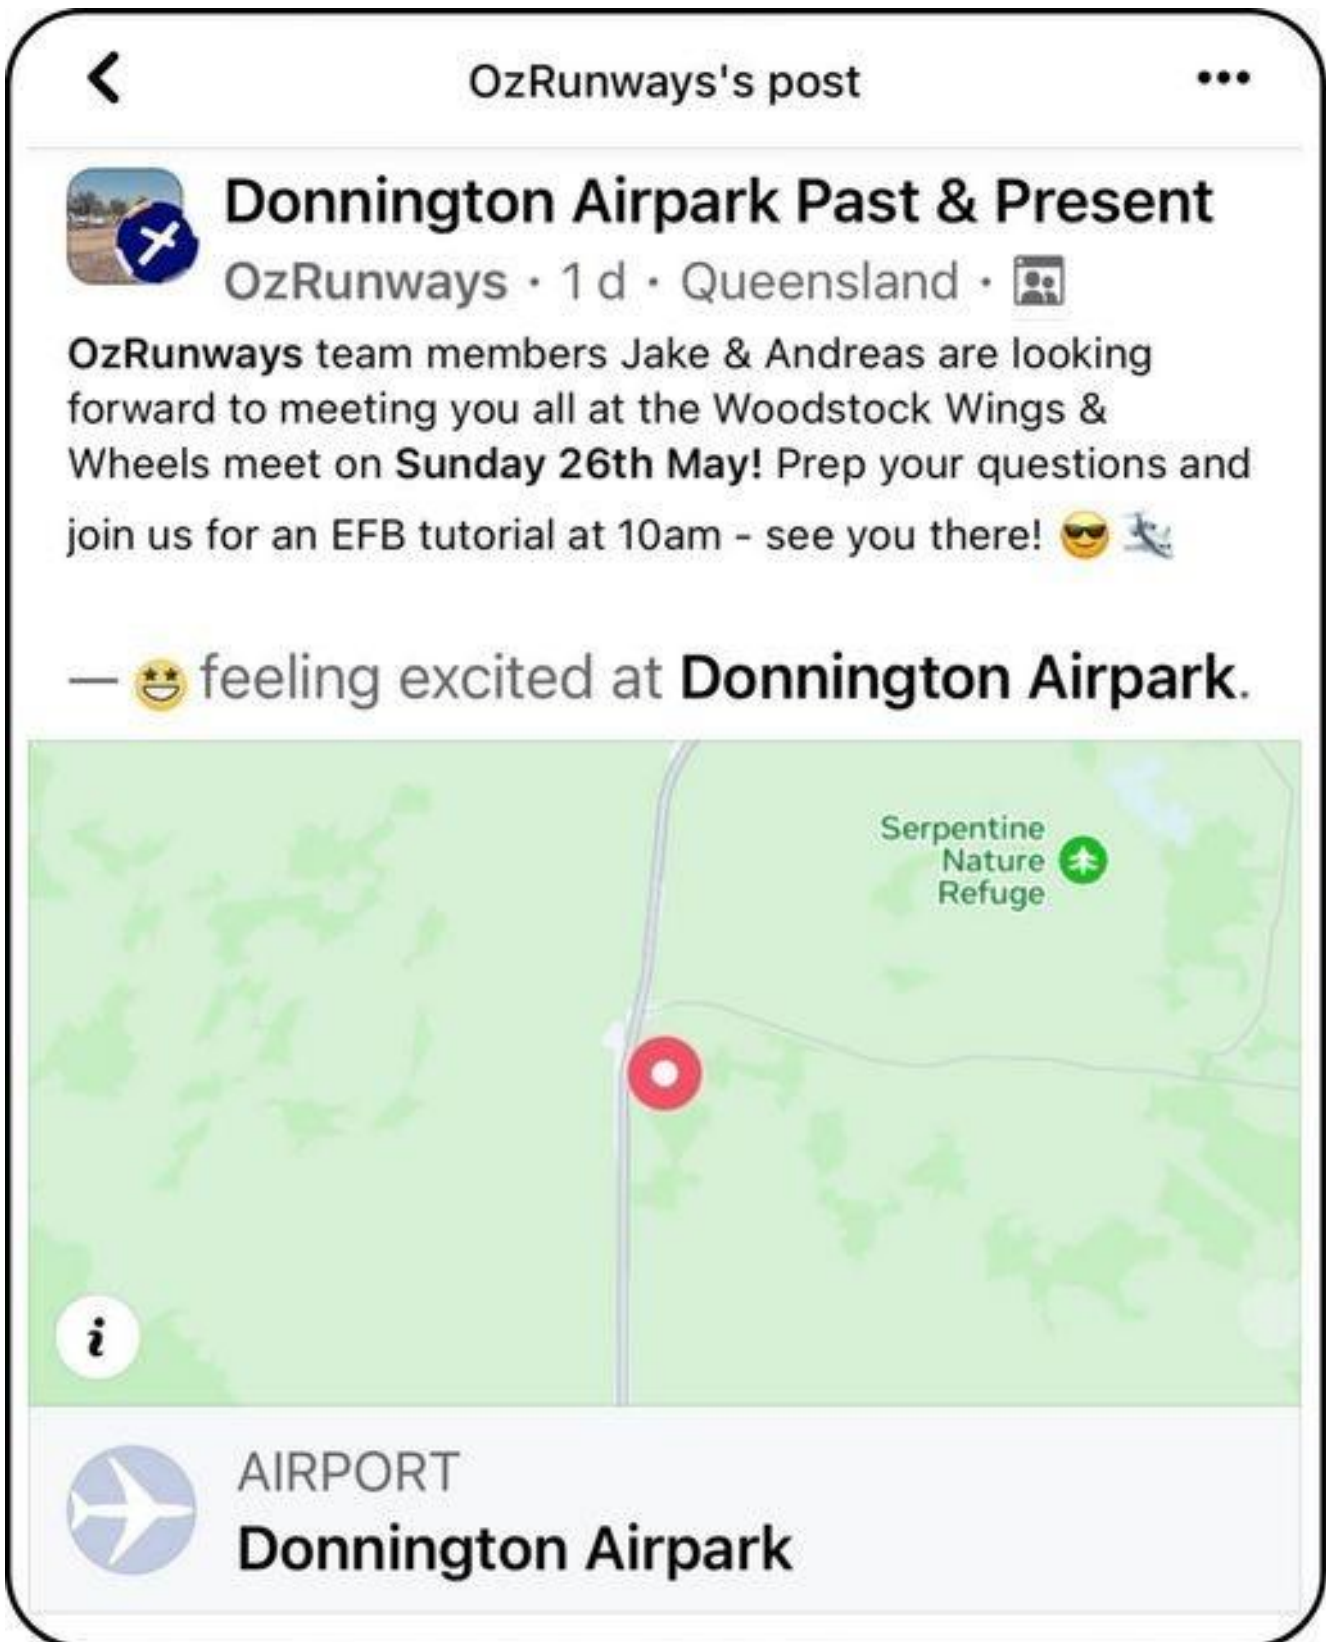 OzRunways's post
Donnington Airpark Past & Present
OzRunways · 1 d · Queensland ·
OzRunways team members Jake & Andreas are looking
forward to meeting you all at the Woodstock Wings &
Wheels meet on Sunday 26th May! Prep your questions and
join us for an EFB tutorial at 10am - see you there! 😎 🛩️
— 🤩 feeling excited at Donnington Airpark.
Serpentine
Nature
Refuge
i
AIRPORT
Donnington Airpark